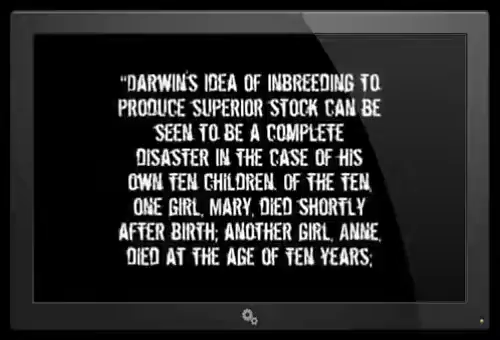 "DARWIN'S IDEA OF INBREEDING TO
PRODUCE SUPERIOR STOCK CAN BE
SEEN TO BE A COMPLETE
DISASTER IN THE CASE OF HIS
OWN TEN CHILDREN. OF THE TEN,
ONE GIRL, MARY, DIED SHORTLY
AFTER BIRTH; ANOTHER GIRL, ANNE,
DIED AT THE AGE OF TEN YEARS;